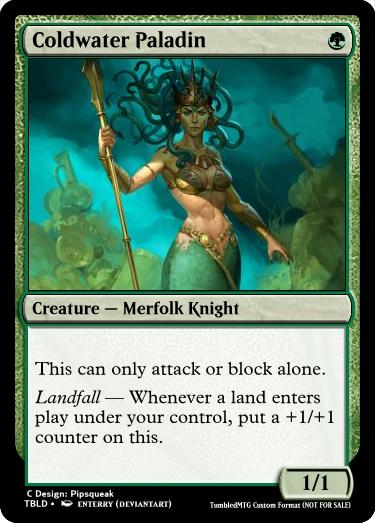 Coldwater Paladin
Creature — Merfolk Knight
This can only attack or block alone.
Landfall — Whenever a land enters
play under your control, put a +1/+1
counter on this.
1/1
C Design: Pipsqueak
TBLD • ENTERRY (DEVIANTART)
TumbledMTG Custom Format (NOT FOR SALE)